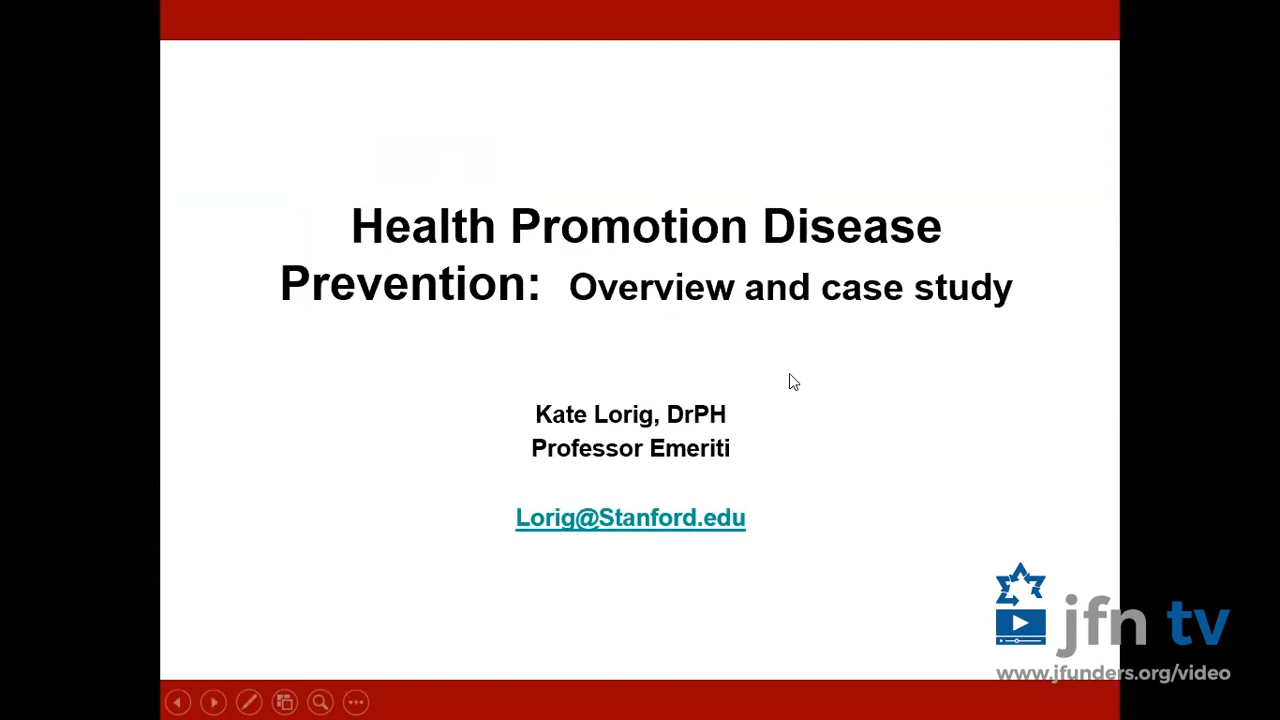 Health Promotion Disease
Prevention: Overview and case study
Kate Lorig, DrPH
Professor Emeriti
Lorig@Stanford.edu
jfn tv
www.jfunders.org/video